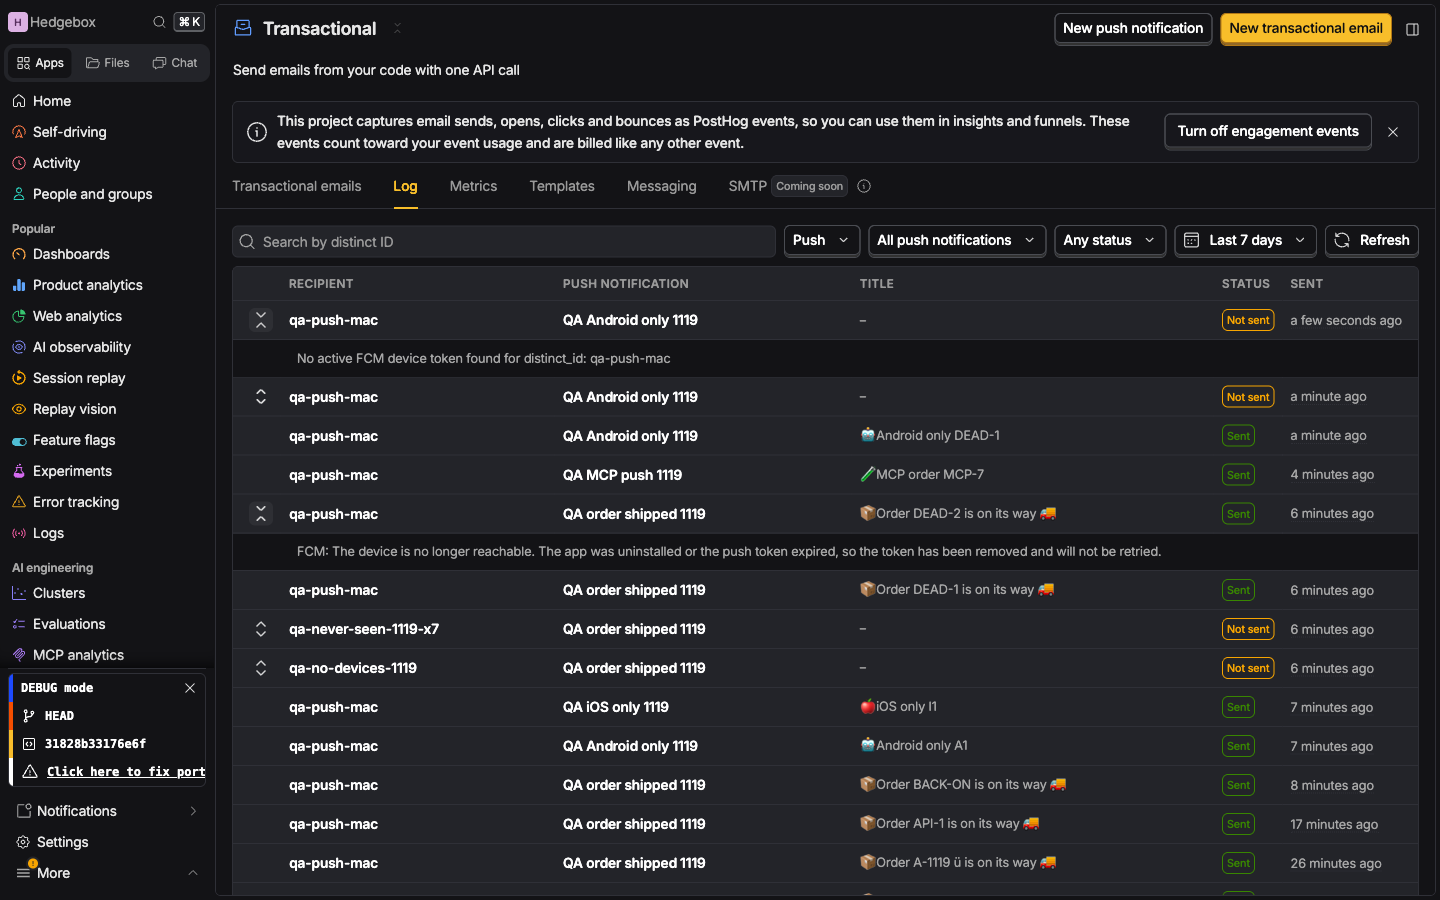 H Hedgebox ⌘ K
Apps Files Chat
Home
Self-driving
Activity
People and groups
Popular
Dashboards
Product analytics
Web analytics
AI observability
Session replay
Replay vision
Feature flags
Experiments
Error tracking
Logs
AI engineering
Clusters
Evaluations
MCP analytics
DEBUG mode
HEAD
31828b33176e6f
Click here to fix port
Notifications
Settings
More
Transactional
New push notification
New transactional email
Send emails from your code with one API call
This project captures email sends, opens, clicks and bounces as PostHog events, so you can use them in insights and funnels. These
events count toward your event usage and are billed like any other event.
Turn off engagement events
Transactional emails Log Metrics Templates Messaging SMTP Coming soon
Search by distinct ID Push All push notifications Any status Last 7 days Refresh
RECIPIENT PUSH NOTIFICATION TITLE STATUS SENT
qa-push-mac QA Android only 1119 – Not sent a few seconds ago
No active FCM device token found for distinct_id: qa-push-mac
qa-push-mac QA Android only 1119 – Not sent a minute ago
qa-push-mac QA Android only 1119 🤖Android only DEAD-1 Sent a minute ago
qa-push-mac QA MCP push 1119 🧪MCP order MCP-7 Sent 4 minutes ago
qa-push-mac QA order shipped 1119 📦Order DEAD-2 is on its way 🚚 Sent 6 minutes ago
FCM: The device is no longer reachable. The app was uninstalled or the push token expired, so the token has been removed and will not be retried.
qa-push-mac QA order shipped 1119 📦Order DEAD-1 is on its way 🚚 Sent 6 minutes ago
qa-never-seen-1119-x7 QA order shipped 1119 – Not sent 6 minutes ago
qa-no-devices-1119 QA order shipped 1119 – Not sent 6 minutes ago
qa-push-mac QA iOS only 1119 🍎iOS only I1 Sent 7 minutes ago
qa-push-mac QA Android only 1119 🤖Android only A1 Sent 7 minutes ago
qa-push-mac QA order shipped 1119 📦Order BACK-ON is on its way 🚚 Sent 8 minutes ago
qa-push-mac QA order shipped 1119 📦Order API-1 is on its way 🚚 Sent 17 minutes ago
qa-push-mac QA order shipped 1119 📦Order A-1119 ü is on its way 🚚 Sent 26 minutes ago